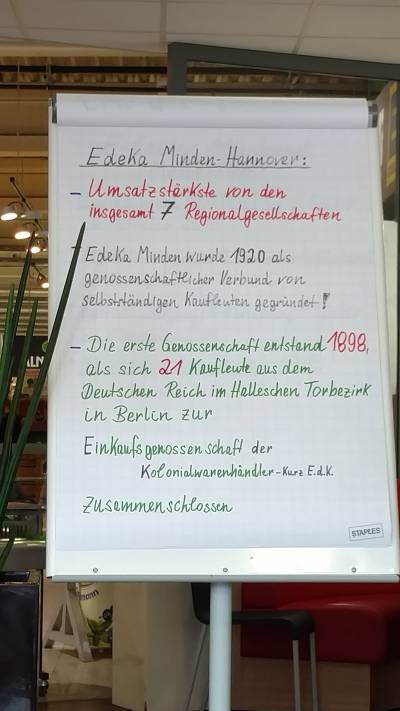 Edeka Minden-Hannover:
- Umsatzstärkste von den
insgesamt 7 Regionalgesellschaften
- Edeka Minden wurde 1920 als
genossenschaftlicher Verbund von
selbstständigen Kaufleuten gegründet!
- Die erste Genossenschaft entstand 1898,
als sich 21 Kaufleute aus dem
Deutschen Reich im Halleschen Torbezirk
in Berlin zur
Einkaufsgenossenschaft der
Kolonialwarenhändler-kurz E.d.K.
zusammenschlossen
STAPLES